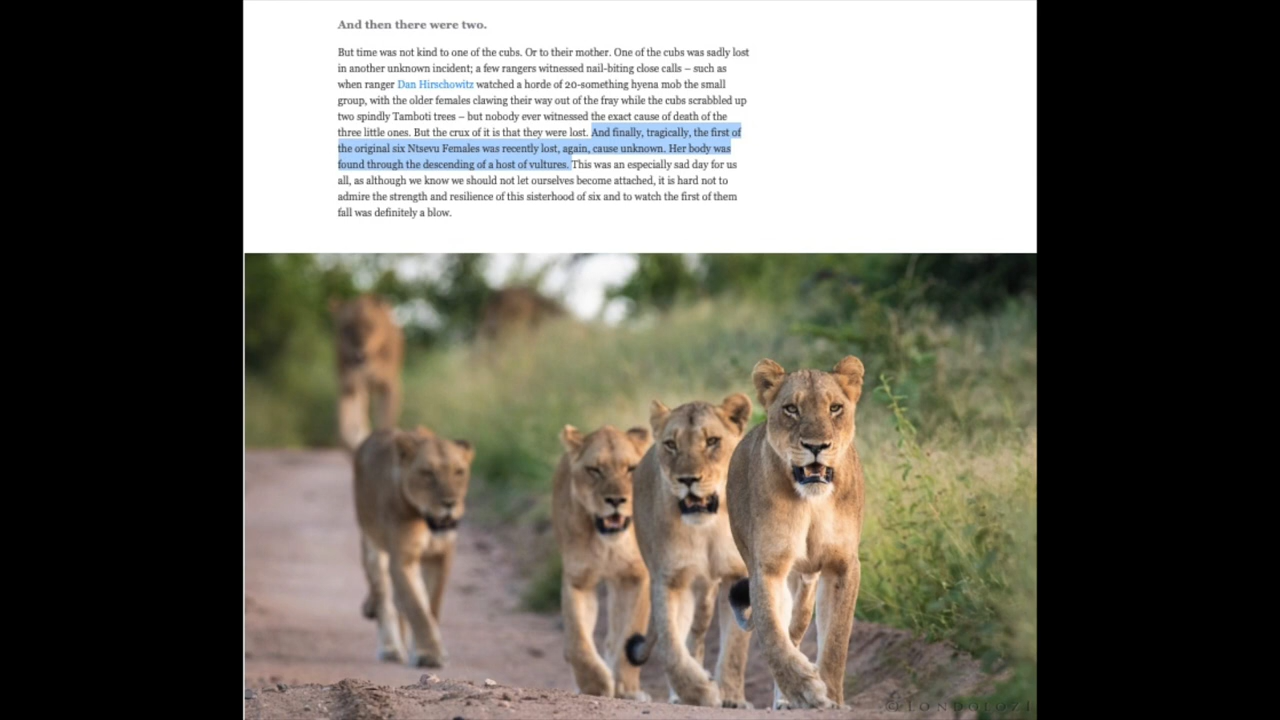 And then there were two.
But time was not kind to one of the cubs. Or to their mother. One of the cubs was sadly lost
in another unknown incident; a few rangers witnessed nail-biting close calls – such as
when ranger Dan Hirschowitz watched a horde of 20-something hyena mob the small
group, with the older females clawing their way out of the fray while the cubs scrabbled up
two spindly Tamboti trees – but nobody ever witnessed the exact cause of death of the
three little ones. But the crux of it is that they were lost. And finally, tragically, the first of
the original six Ntsevu Females was recently lost, again, cause unknown. Her body was
found through the descending of a host of vultures. This was an especially sad day for us
all, as although we know we should not let ourselves become attached, it is hard not to
admire the strength and resilience of this sisterhood of six and to watch the first of them
fall was definitely a blow.
© LONDOLOZI